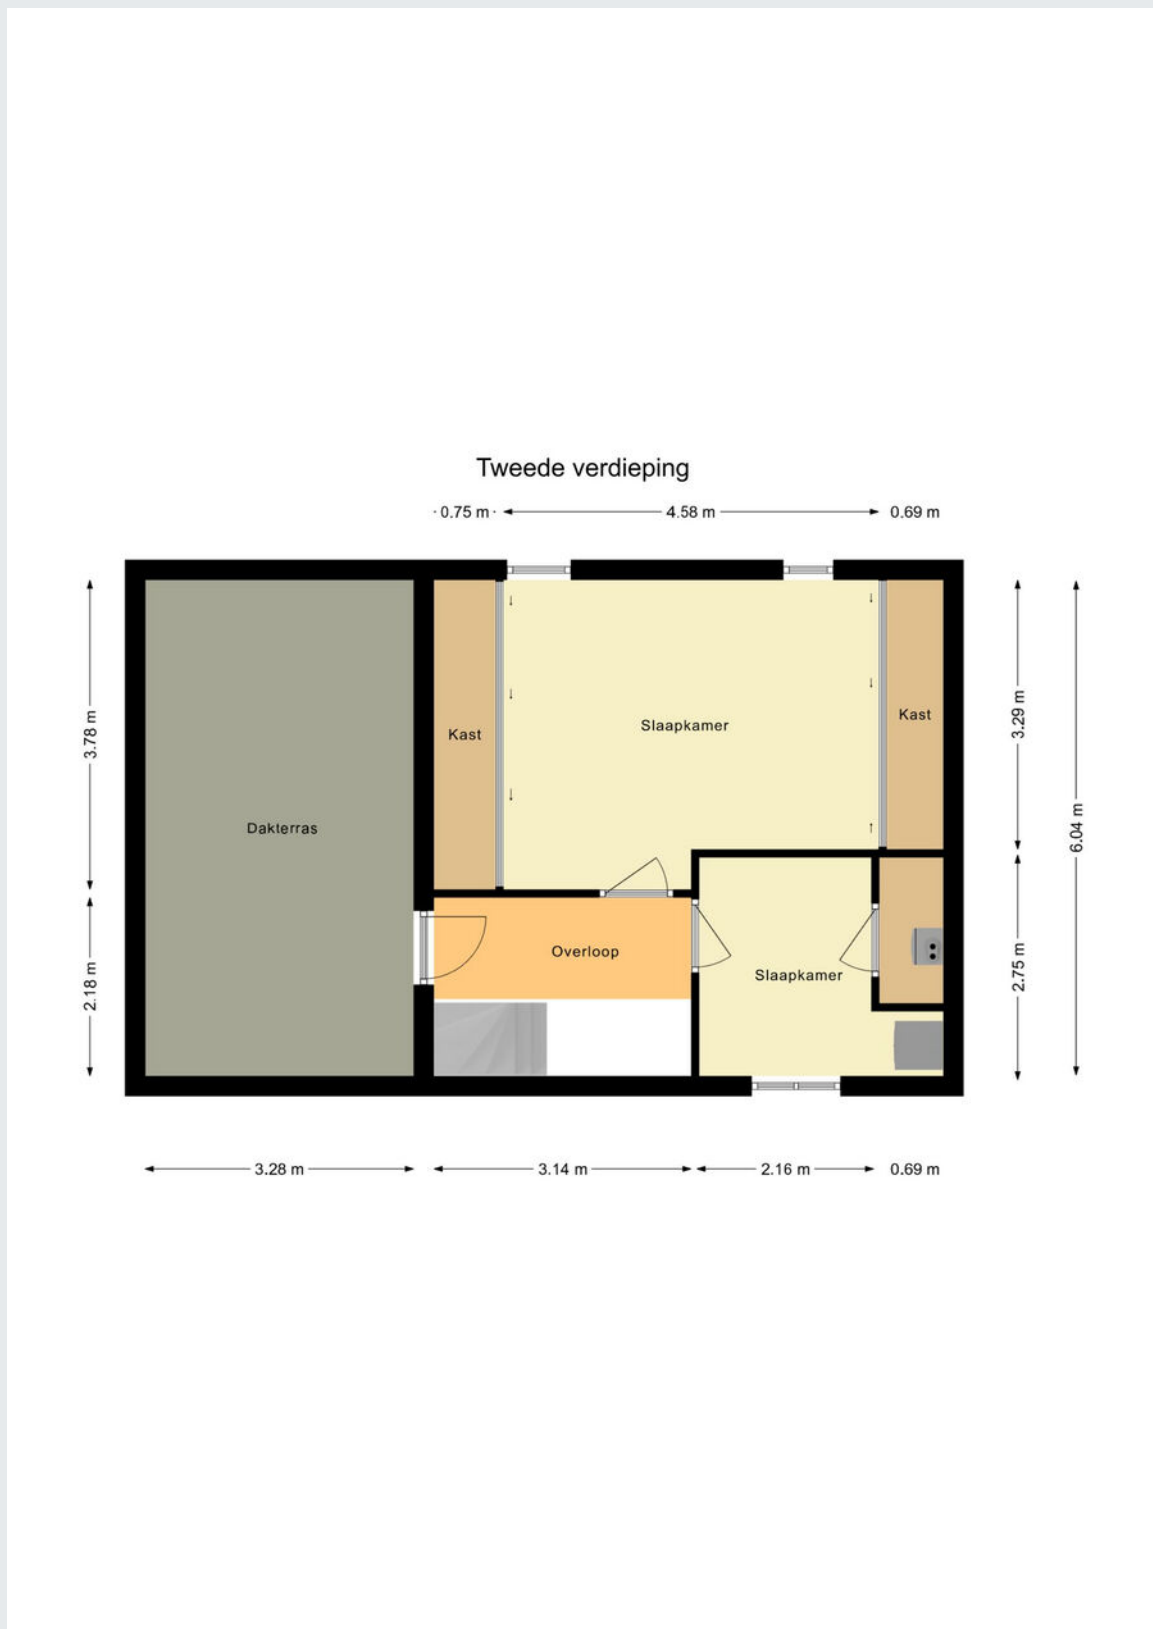 Tweede verdieping
0.75 m
4.58 m
0.69 m
3.78 m
2.18 m
Kast
Slaapkamer
Kast
Dakterras
Overloop
Slaapkamer
3.29 m
2.75 m
6.04 m
3.28 m
3.14 m
2.16 m
0.69 m